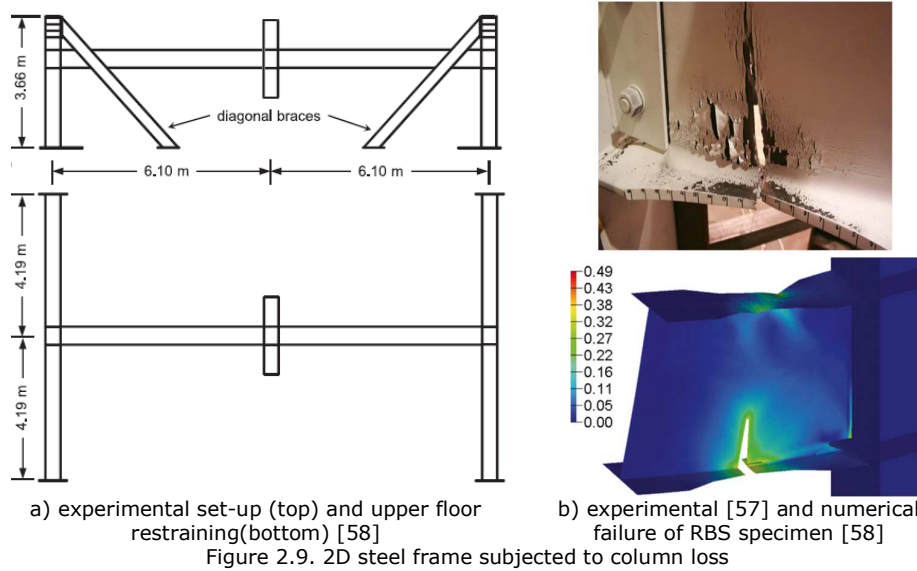 3.66 m
diagonal braces
6.10 m
6.10 m
4.19 m
4.19 m
0.49
0.43
0.38
0.32
0.27
0.22
0.16
0.11
0.05
0.00
a) experimental set-up (top) and upper floor
restraining(bottom) [58]
b) experimental [57] and numerical
failure of RBS specimen [58]
Figure 2.9. 2D steel frame subjected to column loss